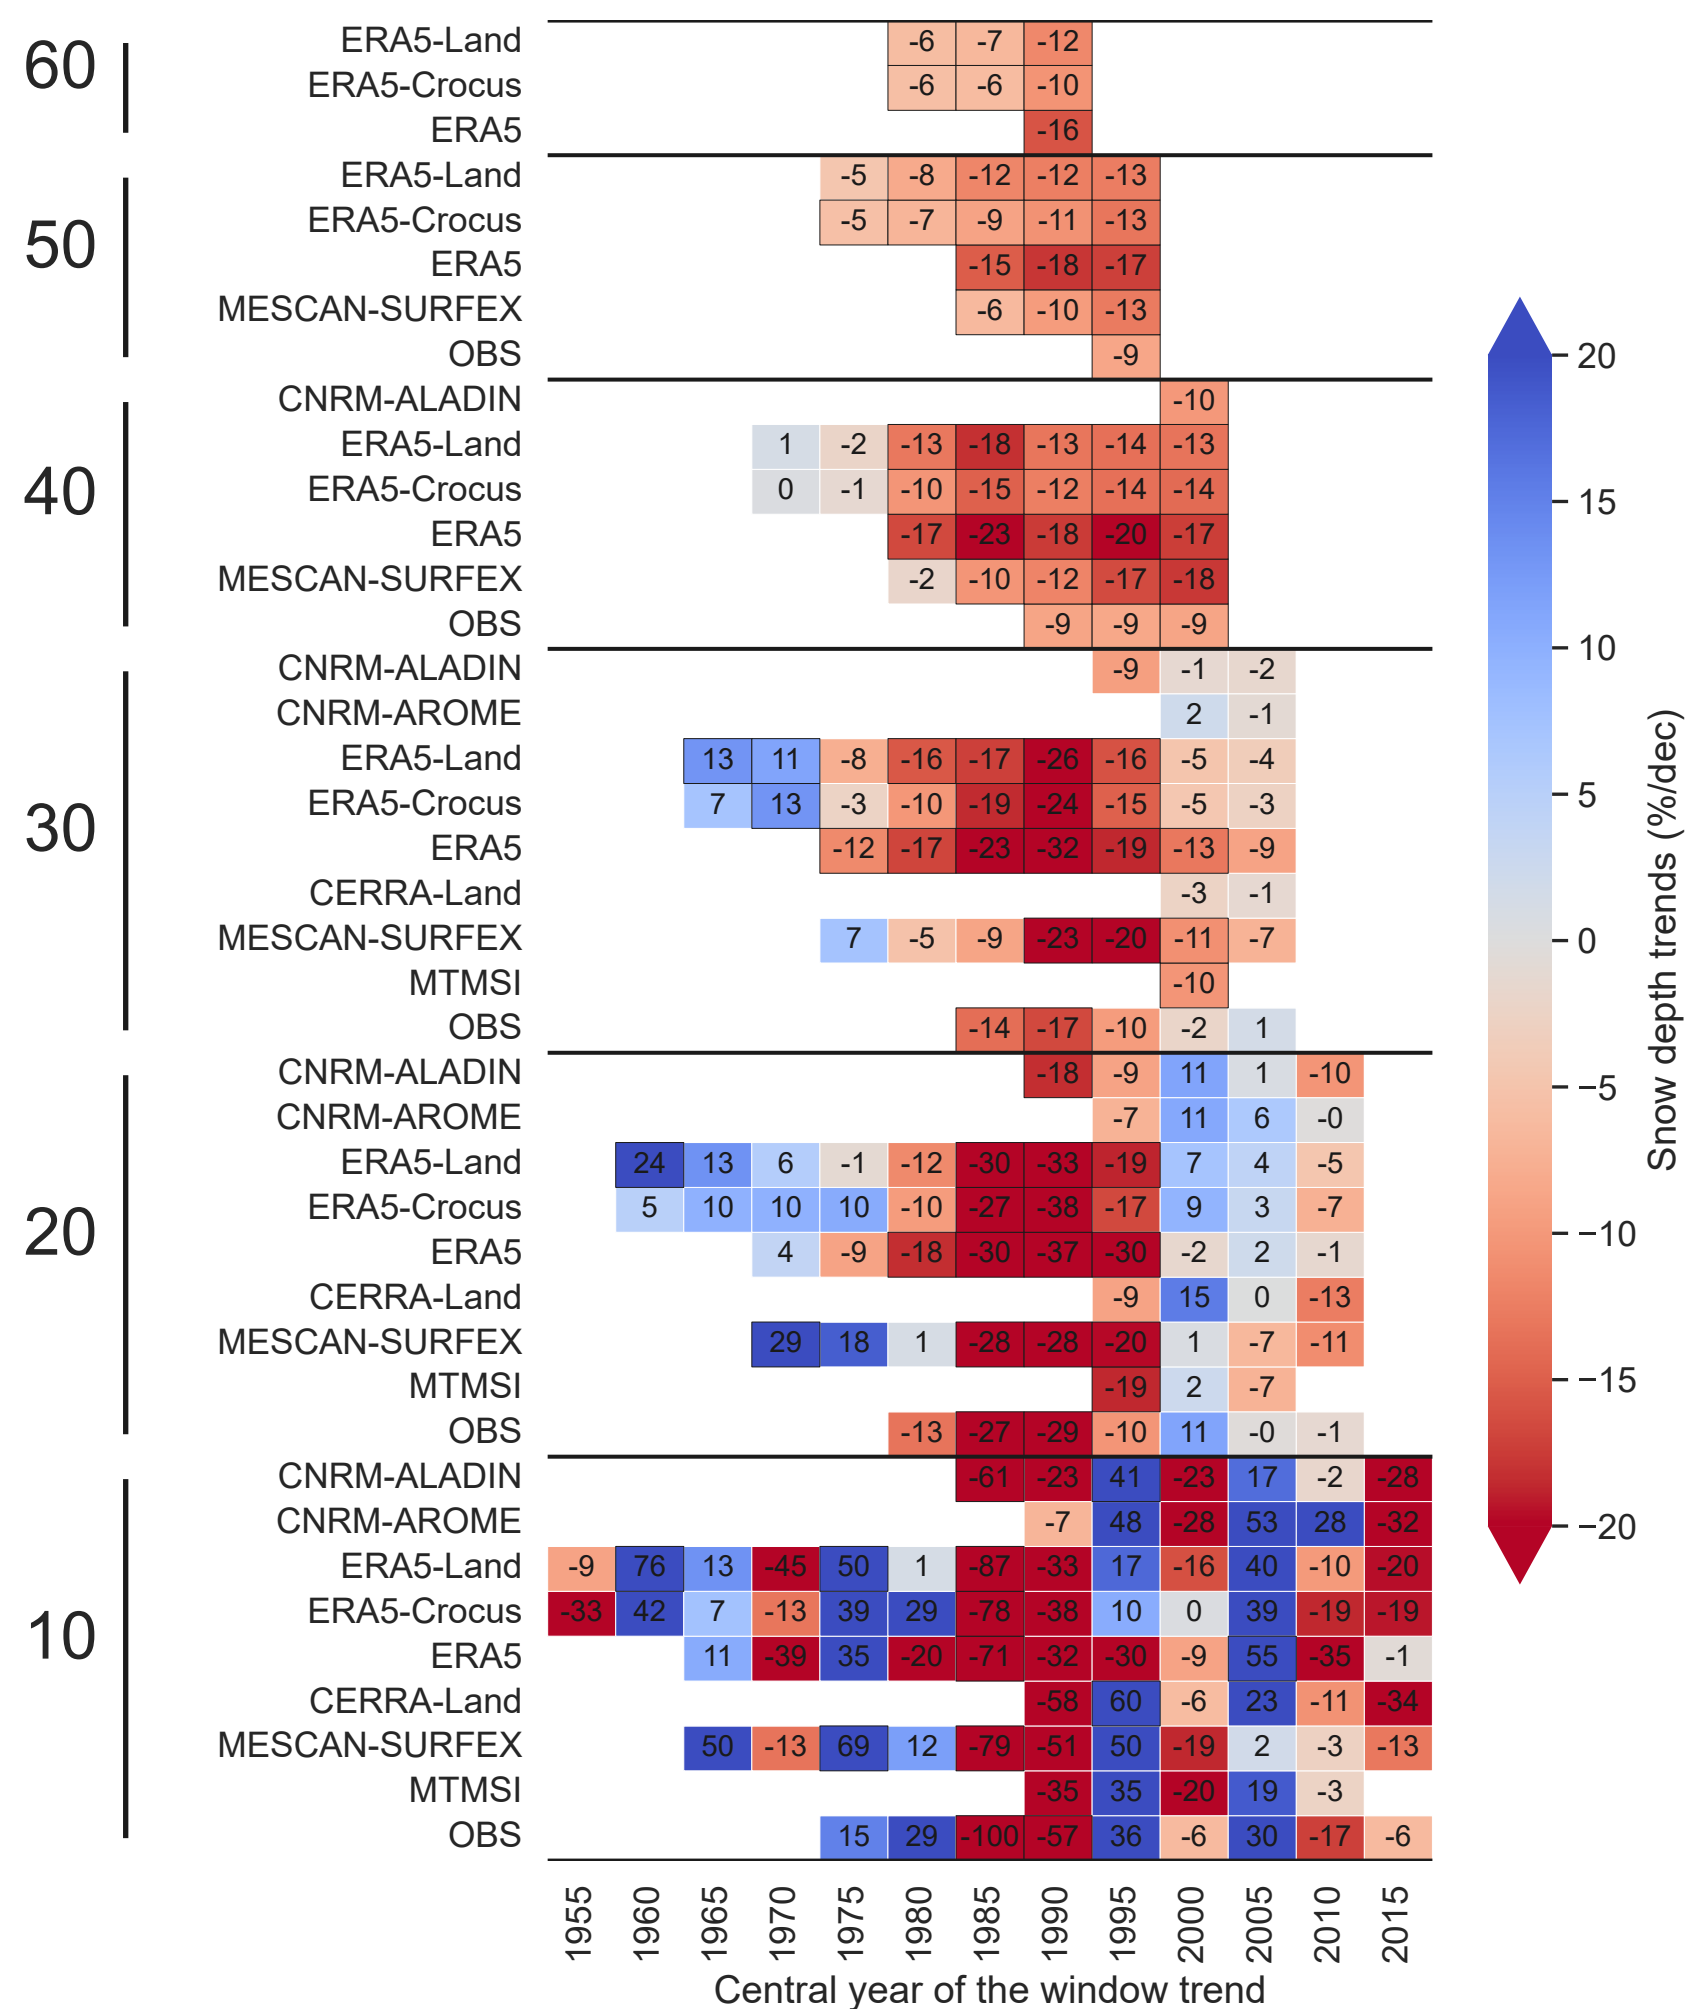 60
ERA5-Land -6 -7 -12
ERA5-Crocus -6 -6 -10
ERA5 -16
50
ERA5-Land -5 -8 -12 -12 -13
ERA5-Crocus -5 -7 -9 -11 -13
ERA5 -15 -18 -17
MESCAN-SURFEX -6 -10 -13
OBS -9
40
CNRM-ALADIN -10
ERA5-Land 1 -2 -13 -18 -13 -14 -13
ERA5-Crocus 0 -1 -10 -15 -12 -14 -14
ERA5 -17 -23 -18 -20 -17
MESCAN-SURFEX -2 -10 -12 -17 -18
OBS -9 -9 -9
30
CNRM-ALADIN -9 -1 -2
CNRM-AROME 2 -1
ERA5-Land 13 11 -8 -16 -17 -26 -16 -5 -4
ERA5-Crocus 7 13 -3 -10 -19 -24 -15 -5 -3
ERA5 -12 -17 -23 -32 -19 -13 -9
CERRA-Land -3 -1
MESCAN-SURFEX 7 -5 -9 -23 -20 -11 -7
MTMSI -10
OBS -14 -17 -10 -2 1
20
CNRM-ALADIN -18 -9 11 1 -10
CNRM-AROME -7 11 6 -0
ERA5-Land 24 13 6 -1 -12 -30 -33 -19 7 4 -5
ERA5-Crocus 5 10 10 10 -10 -27 -38 -17 9 3 -7
ERA5 4 -9 -18 -30 -37 -30 -2 2 -1
CERRA-Land -9 15 0 -13
MESCAN-SURFEX 29 18 1 -28 -28 -20 1 -7 -11
MTMSI -19 2 -7
OBS -13 -27 -29 -10 11 -0 -1
10
CNRM-ALADIN -61 -23 41 -23 17 -2 -28
CNRM-AROME -7 48 -28 53 28 -32
ERA5-Land -9 76 13 -45 50 1 -87 -33 17 -16 40 -10 -20
ERA5-Crocus -33 42 7 -13 39 29 -78 -38 10 0 39 -19 -19
ERA5 11 -39 35 -20 -71 -32 -30 -9 55 -35 -1
CERRA-Land -58 60 -6 23 -11 -34
MESCAN-SURFEX 50 -13 69 12 -79 -51 50 -19 2 -3 -13
MTMSI -35 35 -20 19 -3
OBS 15 29 -100 -57 36 -6 30 -17 -6
1955 1960 1965 1970 1975 1980 1985 1990 1995 2000 2005 2010 2015
Central year of the window trend
20
15
10
5
0
−5
−10
−15
−20
Snow depth trends (%/dec)